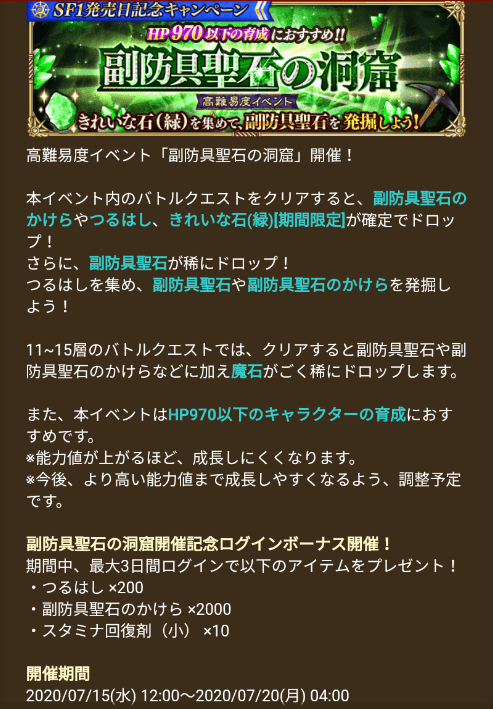 SF1発売日記念キャンペーン
HP 970 以下の育成 におすすめ!!
副防具聖石の洞窟
高難易度イベント
きれいな石（緑）を集めて、副防具聖石を発掘しよう!
高難易度イベント「副防具聖石の洞窟」開催！
本イベント内のバトルクエストをクリアすると、副防具聖石の
かけらやつるはし、きれいな石(緑)[期間限定]が確定でドロッ
プ！
さらに、副防具聖石が稀にドロップ！
つるはしを集め、副防具聖石や副防具聖石のかけらを発掘し
よう！
11~15層のバトルクエストでは、クリアすると副防具聖石や副
防具聖石のかけらなどに加え魔石がごく稀にドロップします。
また、本イベントはHP970以下のキャラクターの育成におす
すめです。
※能力値が上がるほど、成長しにくくなります。
※今後、より高い能力値まで成長しやすくなるよう、調整予定
です。
副防具聖石の洞窟開催記念ログインボーナス開催！
期間中、最大3日間ログインで以下のアイテムをプレゼント！
・つるはし ×200
・副防具聖石のかけら ×2000
・スタミナ回復剤（小） ×10
開催期間
2020/07/15(水) 12:00～2020/07/20(月) 04:00